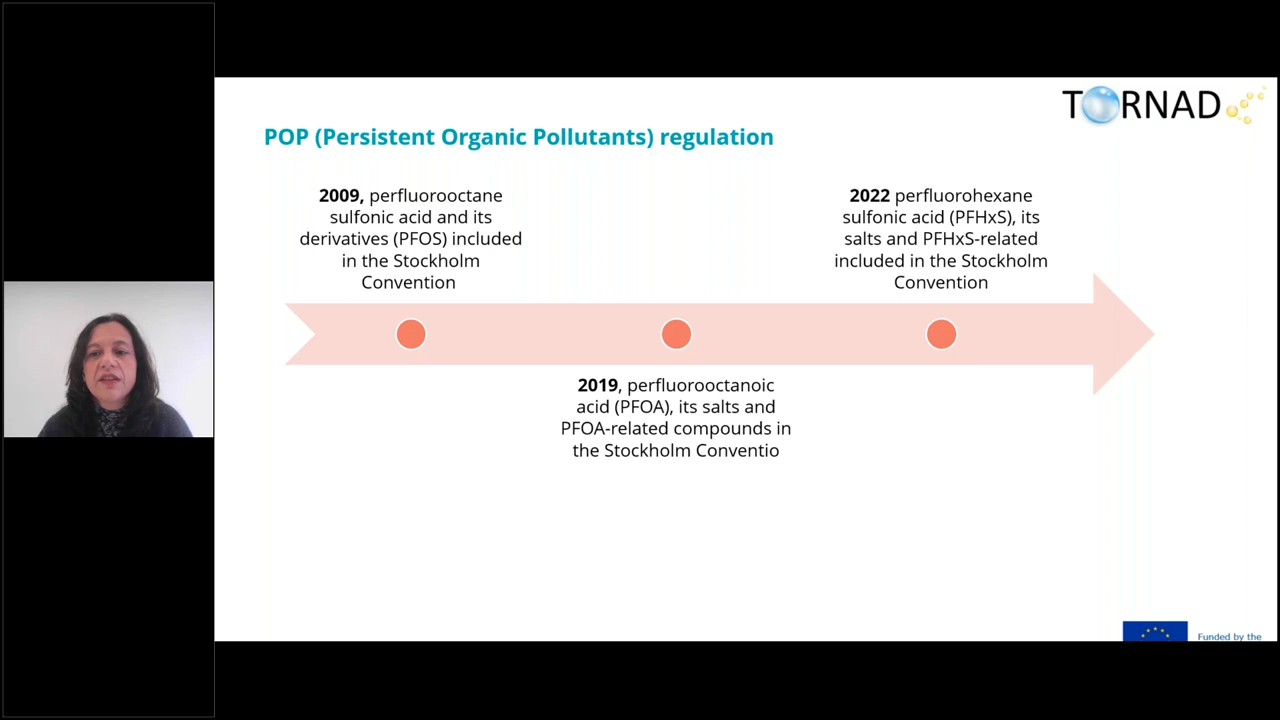 TORNAD
POP (Persistent Organic Pollutants) regulation
2009, perfluorooctane
sulfonic acid and its
derivatives (PFOS) included
in the Stockholm
Convention
2022 perfluorohexane
sulfonic acid (PFHxS), its
salts and PFHxS-related
included in the Stockholm
Convention
2019, perfluorooctanoic
acid (PFOA), its salts and
PFOA-related compounds in
the Stockholm Conventio
Funded by the